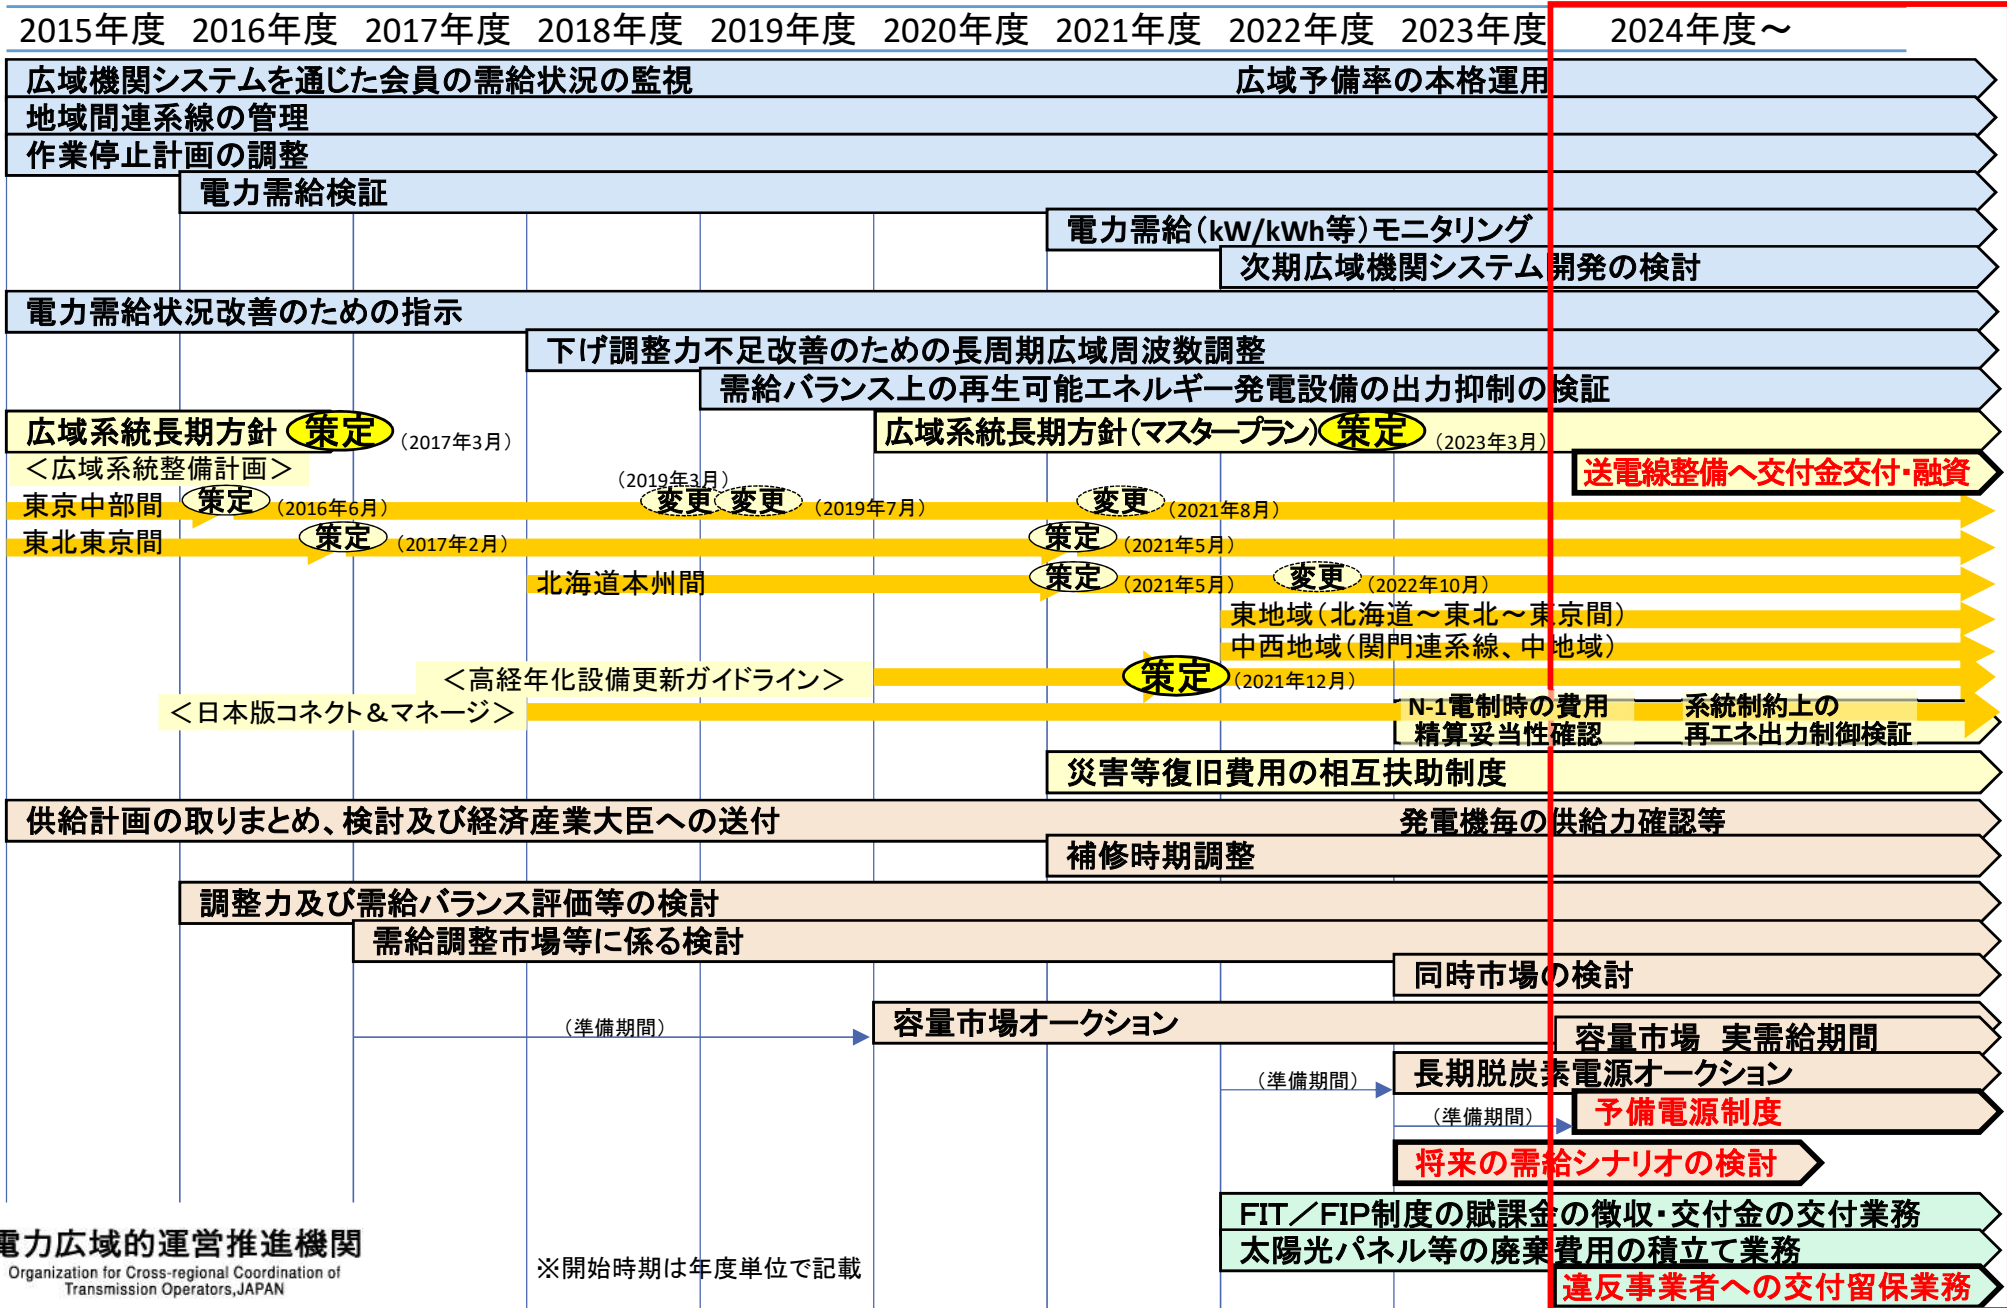 2015年度 2016年度 2017年度 2018年度 2019年度 2020年度 2021年度 2022年度 2023年度 2024年度～
広域機関システムを通じた会員の需給状況の監視 広域予備率の本格運用
地域間連系線の管理
作業停止計画の調整
電力需給検証
電力需給（kW/kWh等）モニタリング
次期広域機関システム開発の検討
電力需給状況改善のための指示
下げ調整力不足改善のための長周期広域周波数調整
需給バランス上の再生可能エネルギー発電設備の出力抑制の検証
広域系統長期方針 策定 （2017年3月） 広域系統長期方針（マスタープラン） 策定 （2023年3月）
＜広域系統整備計画＞ （2019年3月） 送電線整備へ交付金交付・融資
東京中部間 策定 （2016年6月） 変更 変更 （2019年7月） 変更 （2021年8月）
東北東京間 策定 （2017年2月） 策定 （2021年5月）
北海道本州間 策定 （2021年5月） 変更 （2022年10月）
東地域（北海道～東北～東京間）
中西地域（関門連系線、中地域）
＜高経年化設備更新ガイドライン＞ 策定 （2021年12月）
＜日本版コネクト＆マネージ＞ N-1電制時の費用 系統制約上の
精算妥当性確認 再エネ出力制御検証
災害等復旧費用の相互扶助制度
供給計画の取りまとめ、検討及び経済産業大臣への送付 発電機毎の供給力確認等
補修時期調整
調整力及び需給バランス評価等の検討
需給調整市場等に係る検討
同時市場の検討
（準備期間） 容量市場オークション
容量市場 実需給期間
（準備期間） 長期脱炭素電源オークション
（準備期間） 予備電源制度
将来の需給シナリオの検討
FIT／FIP制度の賦課金の徴収・交付金の交付業務
太陽光パネル等の廃棄費用の積立て業務
違反事業者への交付留保業務
電力広域的運営推進機関
Organization for Cross-regional Coordination of
Transmission Operators,JAPAN
※開始時期は年度単位で記載